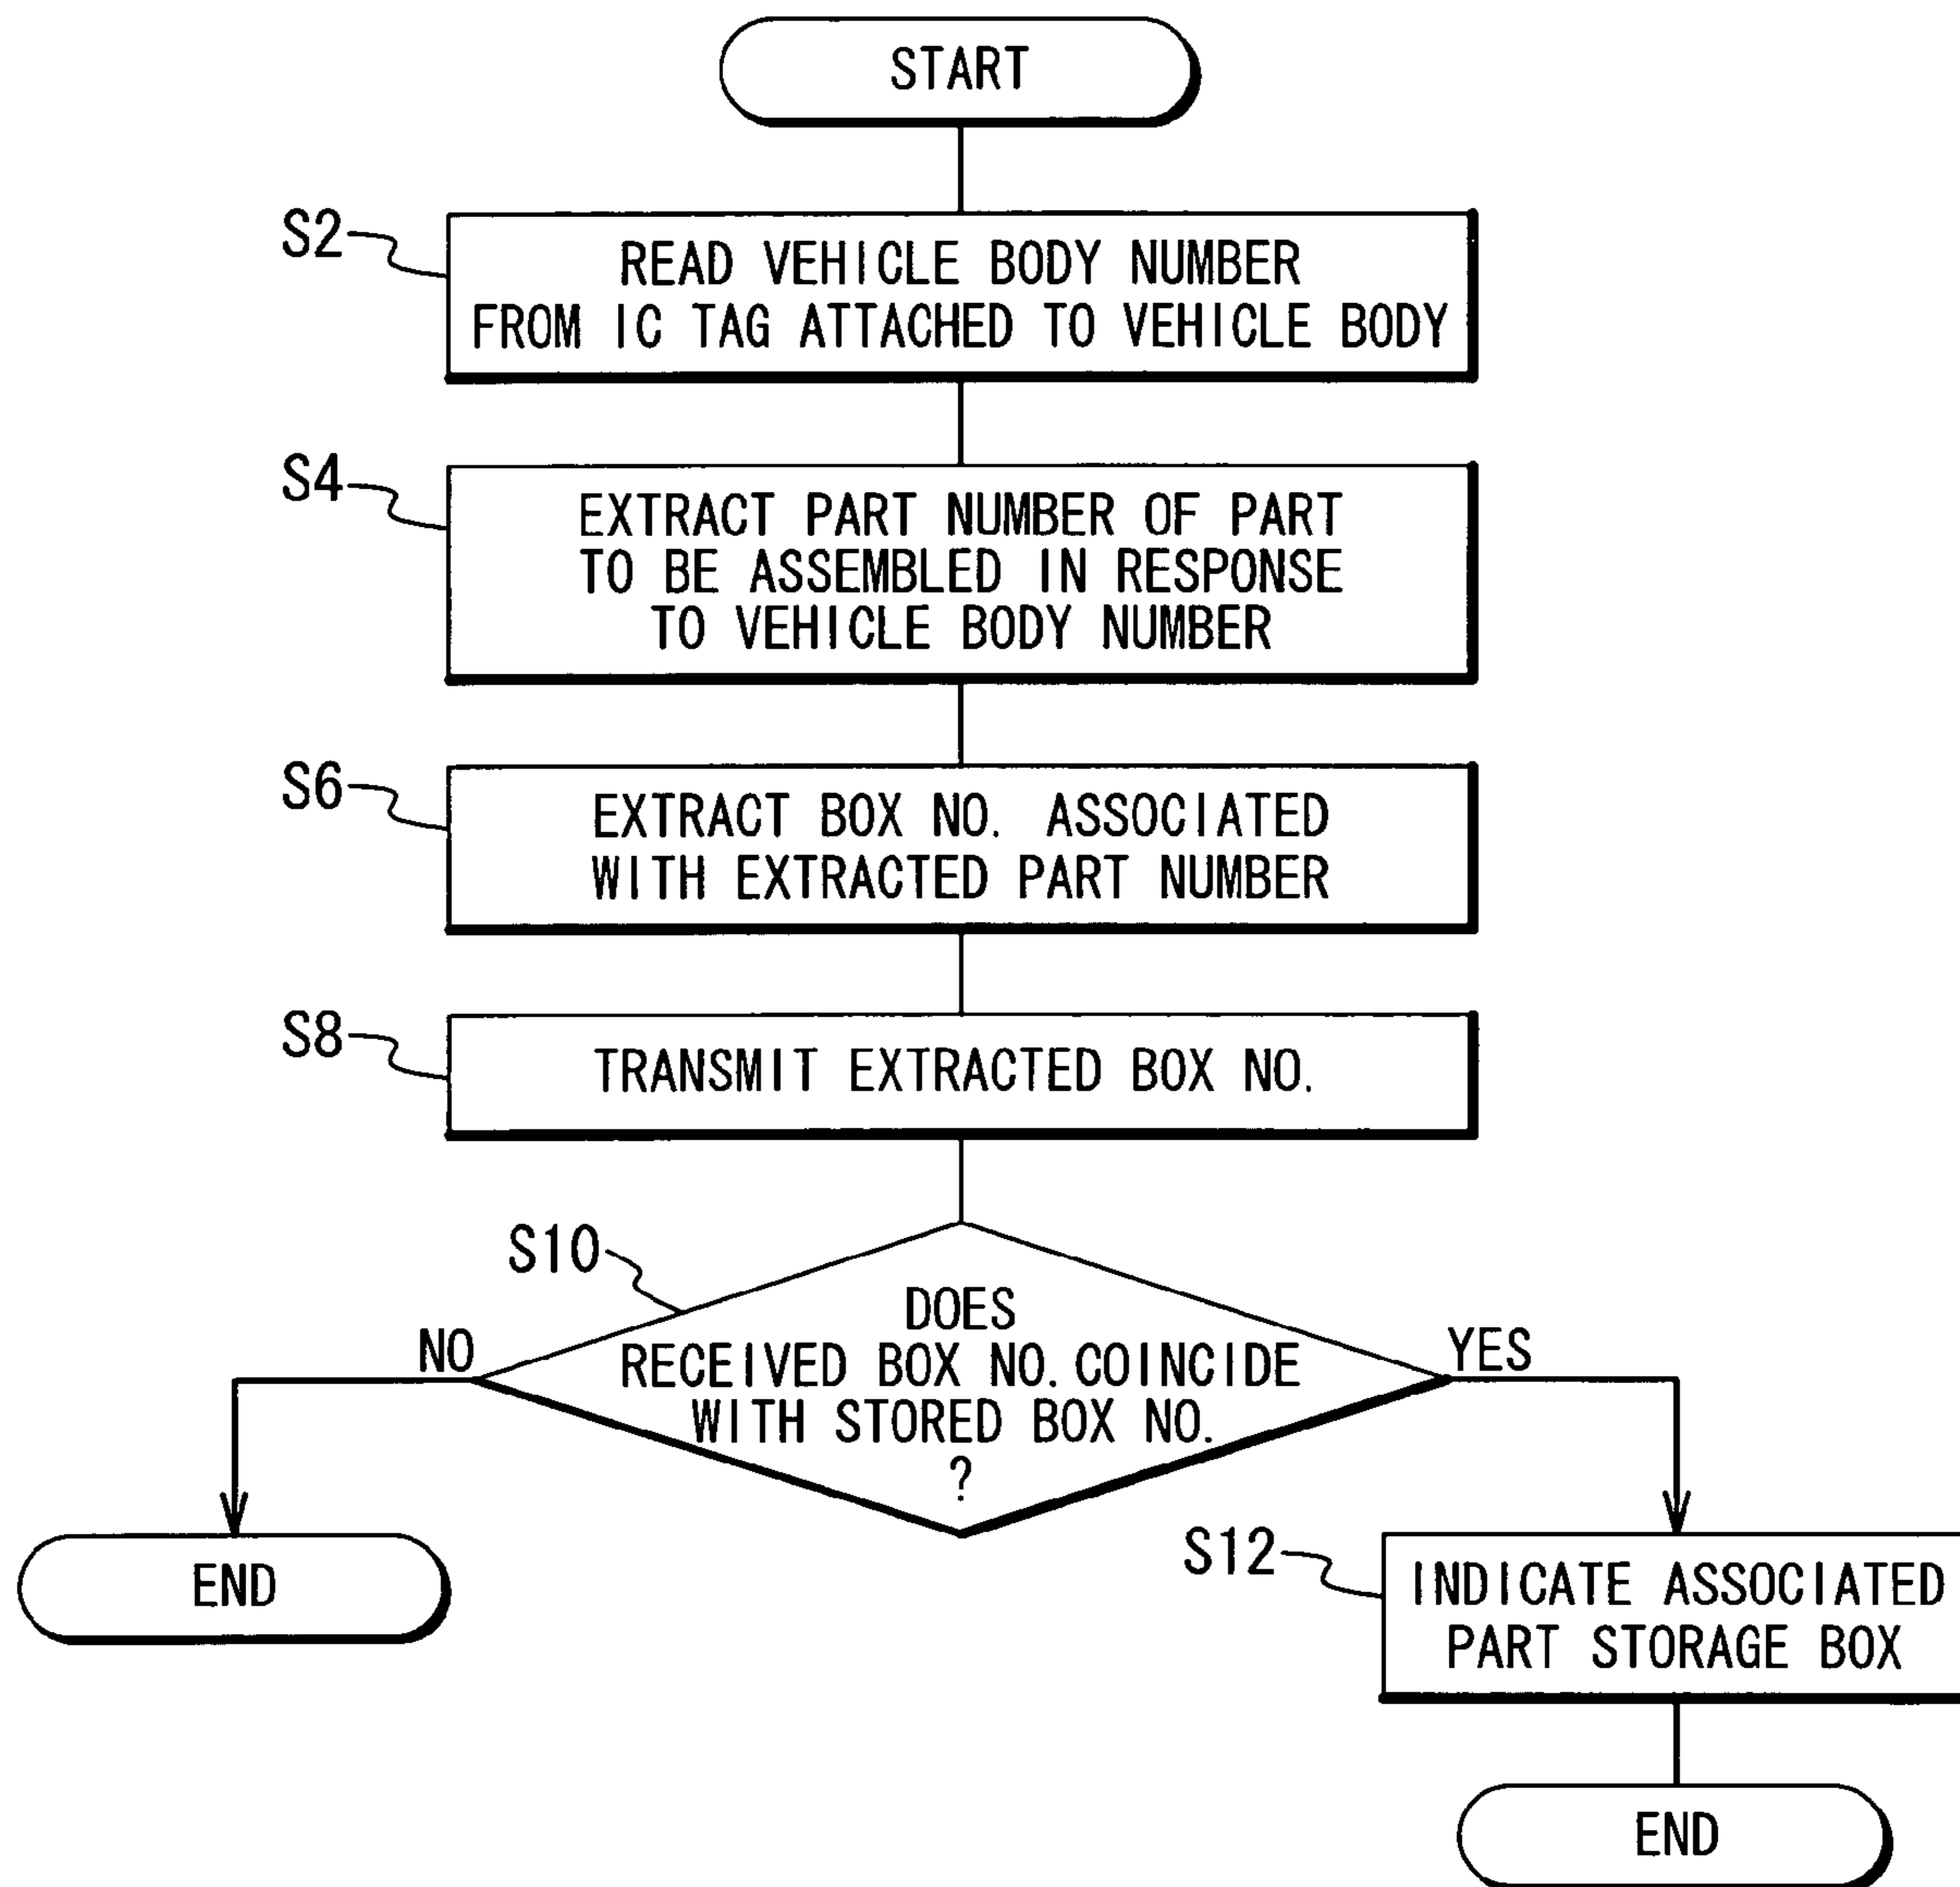 START
S2
READ VEHICLE BODY NUMBER
FROM IC TAG ATTACHED TO VEHICLE BODY
S4
EXTRACT PART NUMBER OF PART
TO BE ASSEMBLED IN RESPONSE
TO VEHICLE BODY NUMBER
S6
EXTRACT BOX NO. ASSOCIATED
WITH EXTRACTED PART NUMBER
S8
TRANSMIT EXTRACTED BOX NO.
S10
DOES
RECEIVED BOX NO. COINCIDE
WITH STORED BOX NO.
?
NO
YES
END
S12
INDICATE ASSOCIATED
PART STORAGE BOX
END